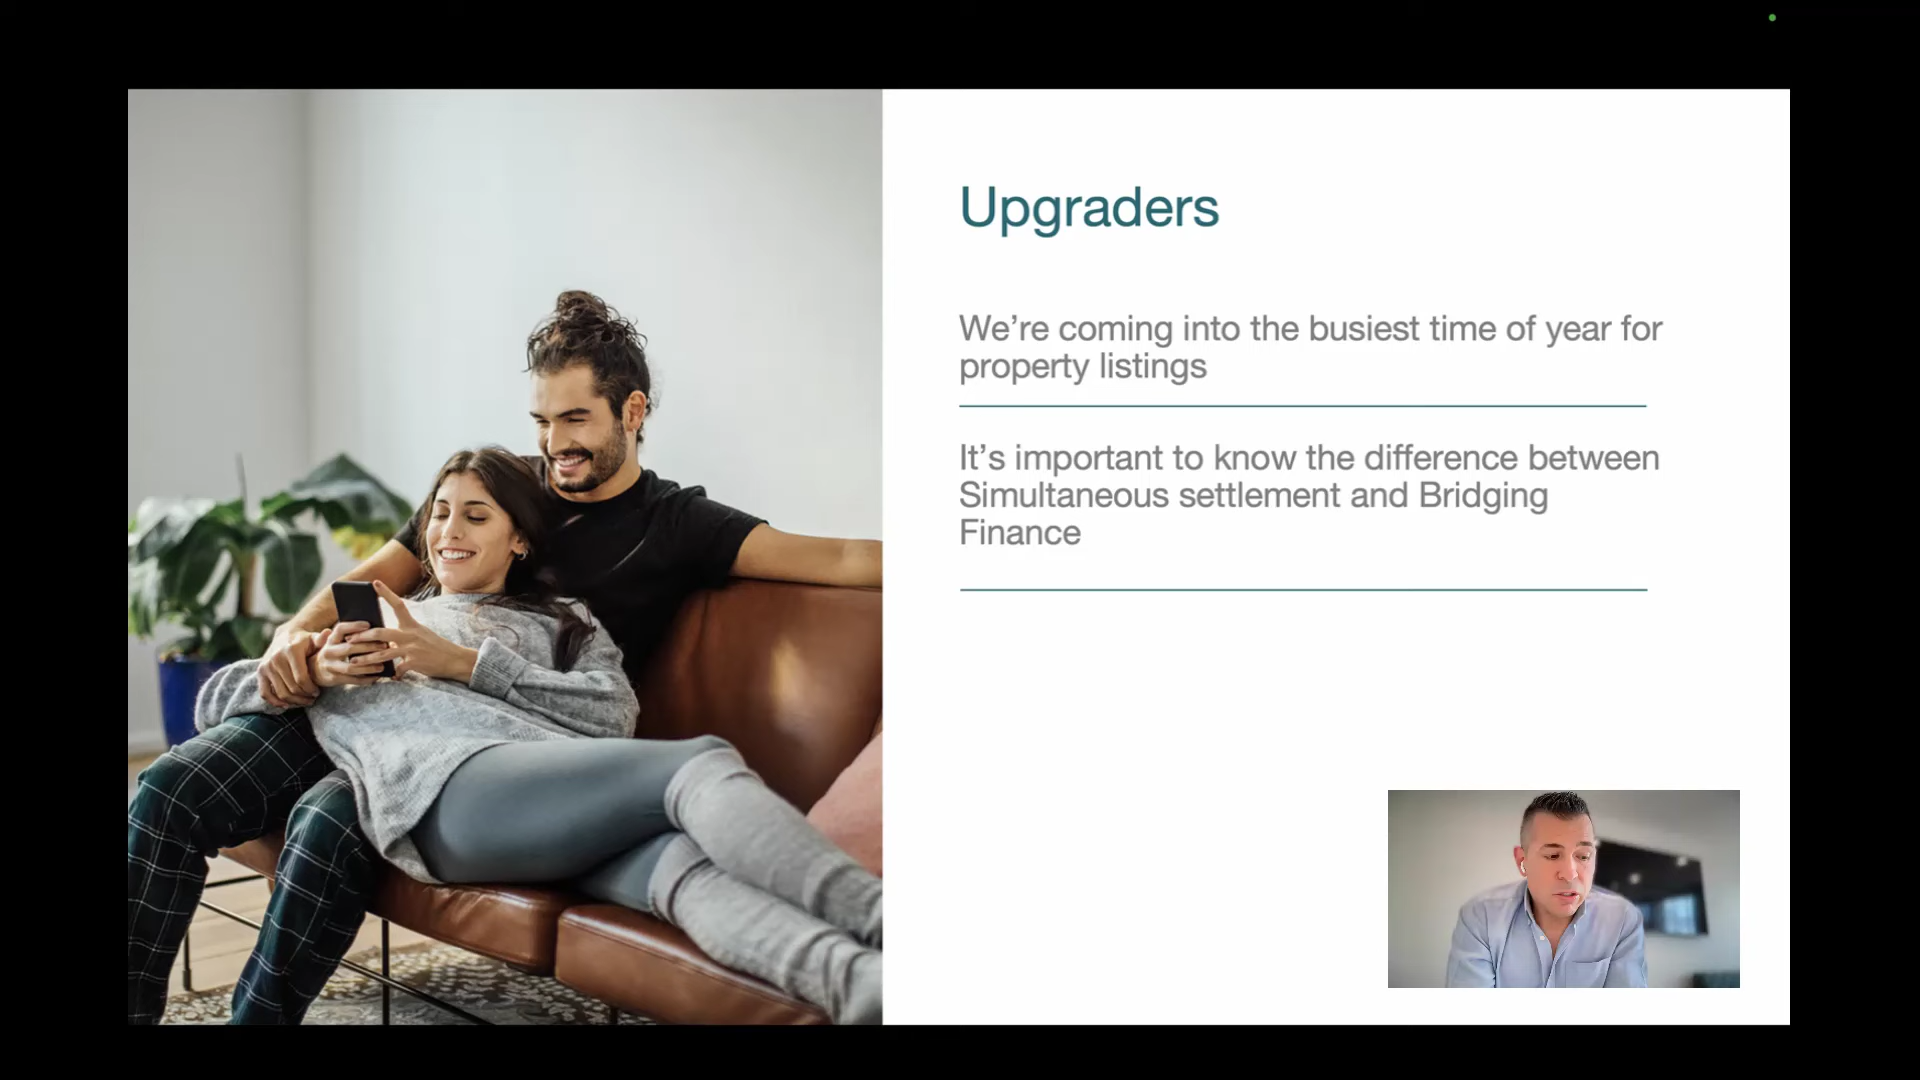 Upgraders
We’re coming into the busiest time of year for
property listings
It’s important to know the difference between
Simultaneous settlement and Bridging
Finance